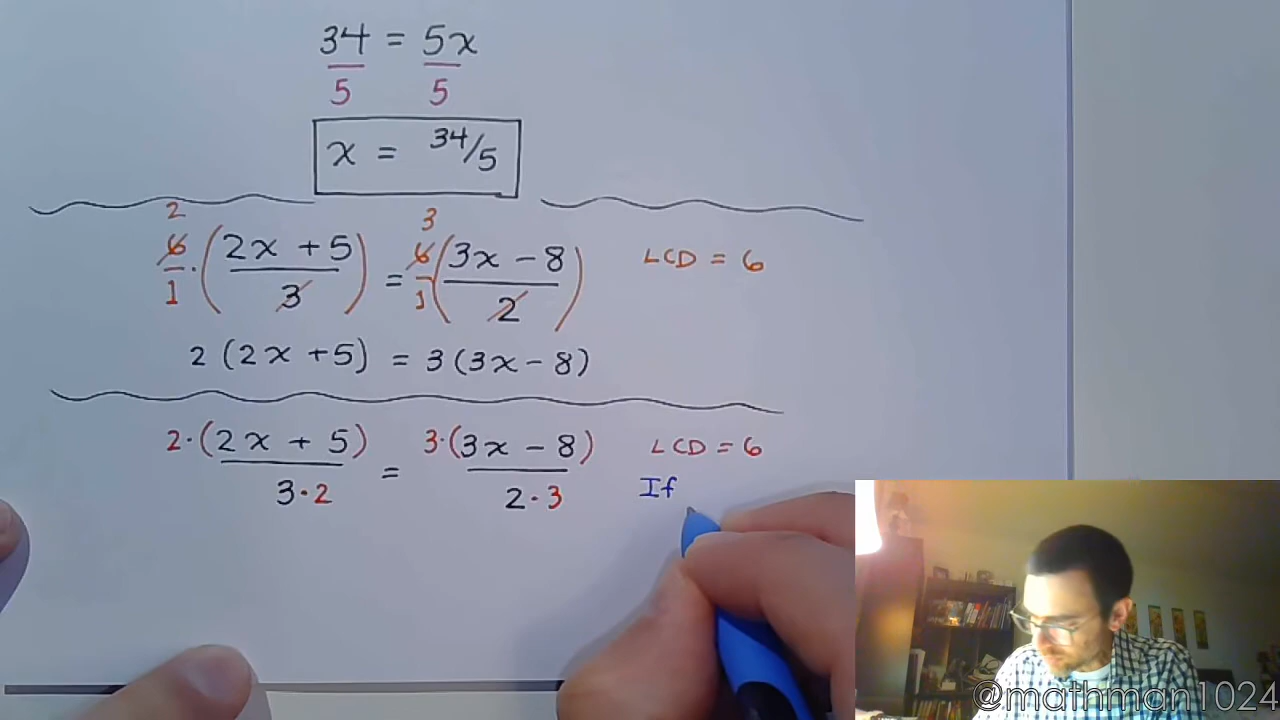 34 = 5x
5 5
x = 34/5
2 3
6/1 · (2x + 5 / 3) = 6/1 (3x - 8 / 2) LCD = 6
2 (2x + 5) = 3 (3x - 8)
2 · (2x + 5) 3 · (3x - 8) LCD = 6
=
3 · 2 2 · 3 If
@mathman1024